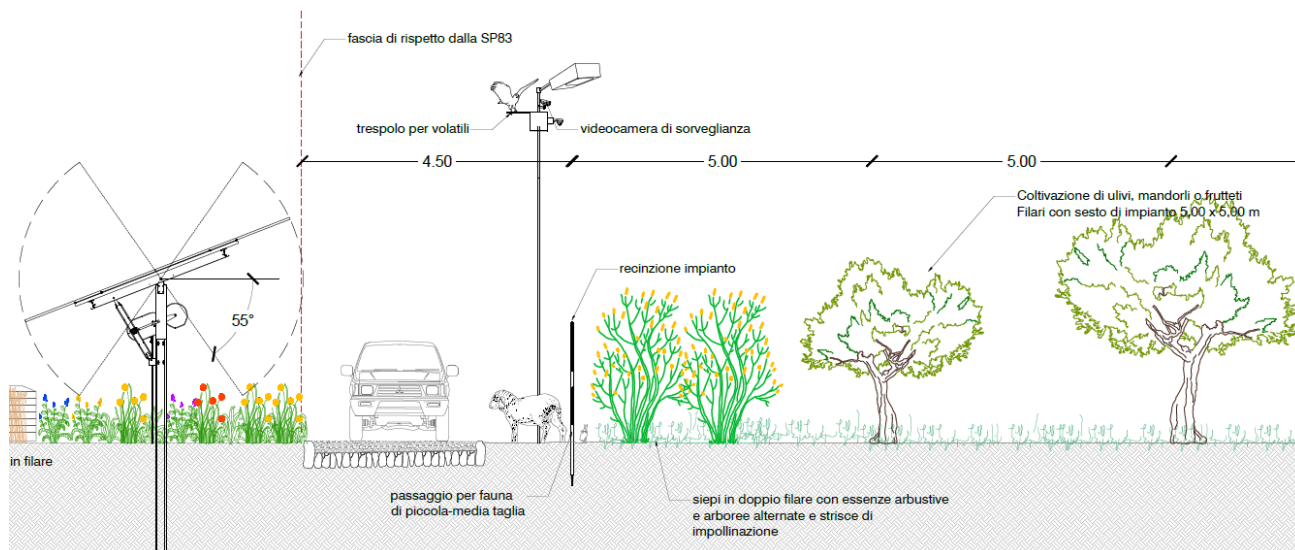 fascia di rispetto dalla SP83
trespolo per volatili
videocamera di sorveglianza
4.50
5.00
5.00
Coltivazione di ulivi, mandorli o frutteti
Filari con sesto di impianto 5,00 x 5,00 m
recinzione impianto
55°
in filare
passaggio per fauna
di piccola-media taglia
siepi in doppio filare con essenze arbustive
e arboree alternate e strisce di
impollinazione